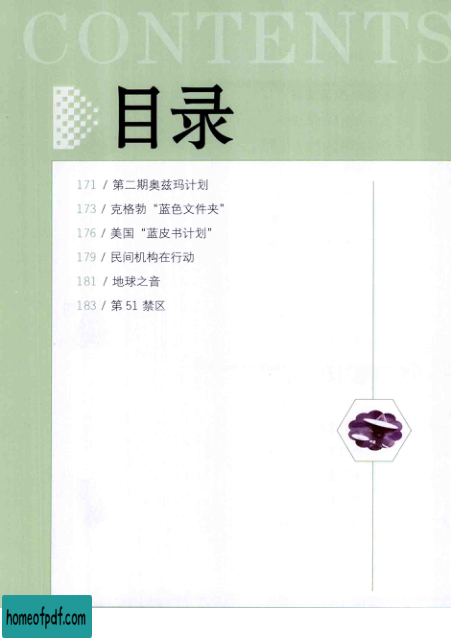 CONTENTS
目录
171 / 第二期奥兹玛计划
173 / 克格勃“蓝色文件夹”
176 / 美国“蓝皮书计划”
179 / 民间机构在行动
181 / 地球之音
183 / 第 51 禁区
homeofpdf.com